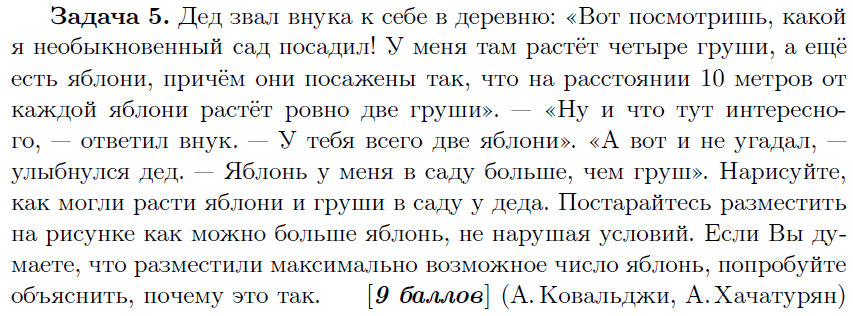 Задача 5. Дед звал внука к себе в деревню: «Вот посмотришь, какой
я необыкновенный сад посадил! У меня там растёт четыре груши, а ещё
есть яблони, причём они посажены так, что на расстоянии 10 метров от
каждой яблони растёт ровно две груши». — «Ну и что тут интересно-
го, — ответил внук. — У тебя всего две яблони». «А вот и не угадал, —
улыбнулся дед. — Яблонь у меня в саду больше, чем груш». Нарисуйте,
как могли расти яблони и груши в саду у деда. Постарайтесь разместить
на рисунке как можно больше яблонь, не нарушая условий. Если Вы ду-
маете, что разместили максимально возможное число яблонь, попробуйте
объяснить, почему это так. [9 баллов] (А. Ковальджи, А. Хачатурян)